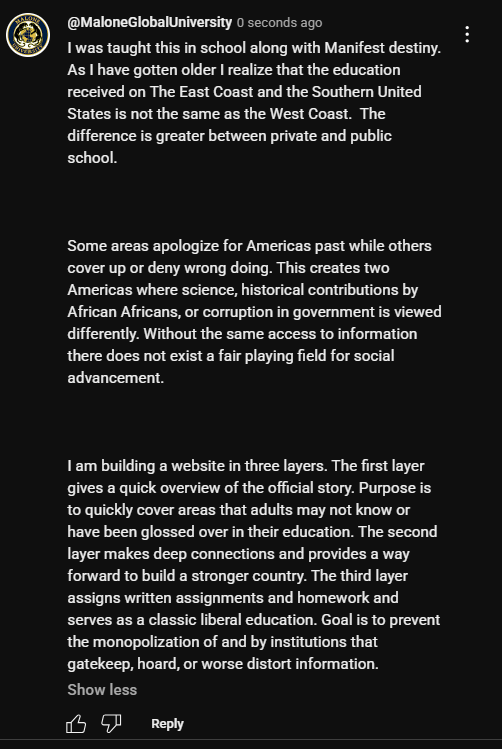 @MaloneGlobalUniversity 0 seconds ago
I was taught this in school along with Manifest destiny.
As I have gotten older I realize that the education
received on The East Coast and the Southern United
States is not the same as the West Coast.  The
difference is greater between private and public
school.
Some areas apologize for Americas past while others
cover up or deny wrong doing. This creates two
Americas where science, historical contributions by
African Africans, or corruption in government is viewed
differently. Without the same access to information
there does not exist a fair playing field for social
advancement.
I am building a website in three layers. The first layer
gives a quick overview of the official story. Purpose is
to quickly cover areas that adults may not know or
have been glossed over in their education. The second
layer makes deep connections and provides a way
forward to build a stronger country. The third layer
assigns written assignments and homework and
serves as a classic liberal education. Goal is to prevent
the monopolization of and by institutions that
gatekeep, hoard, or worse distort information.
Show less
Reply